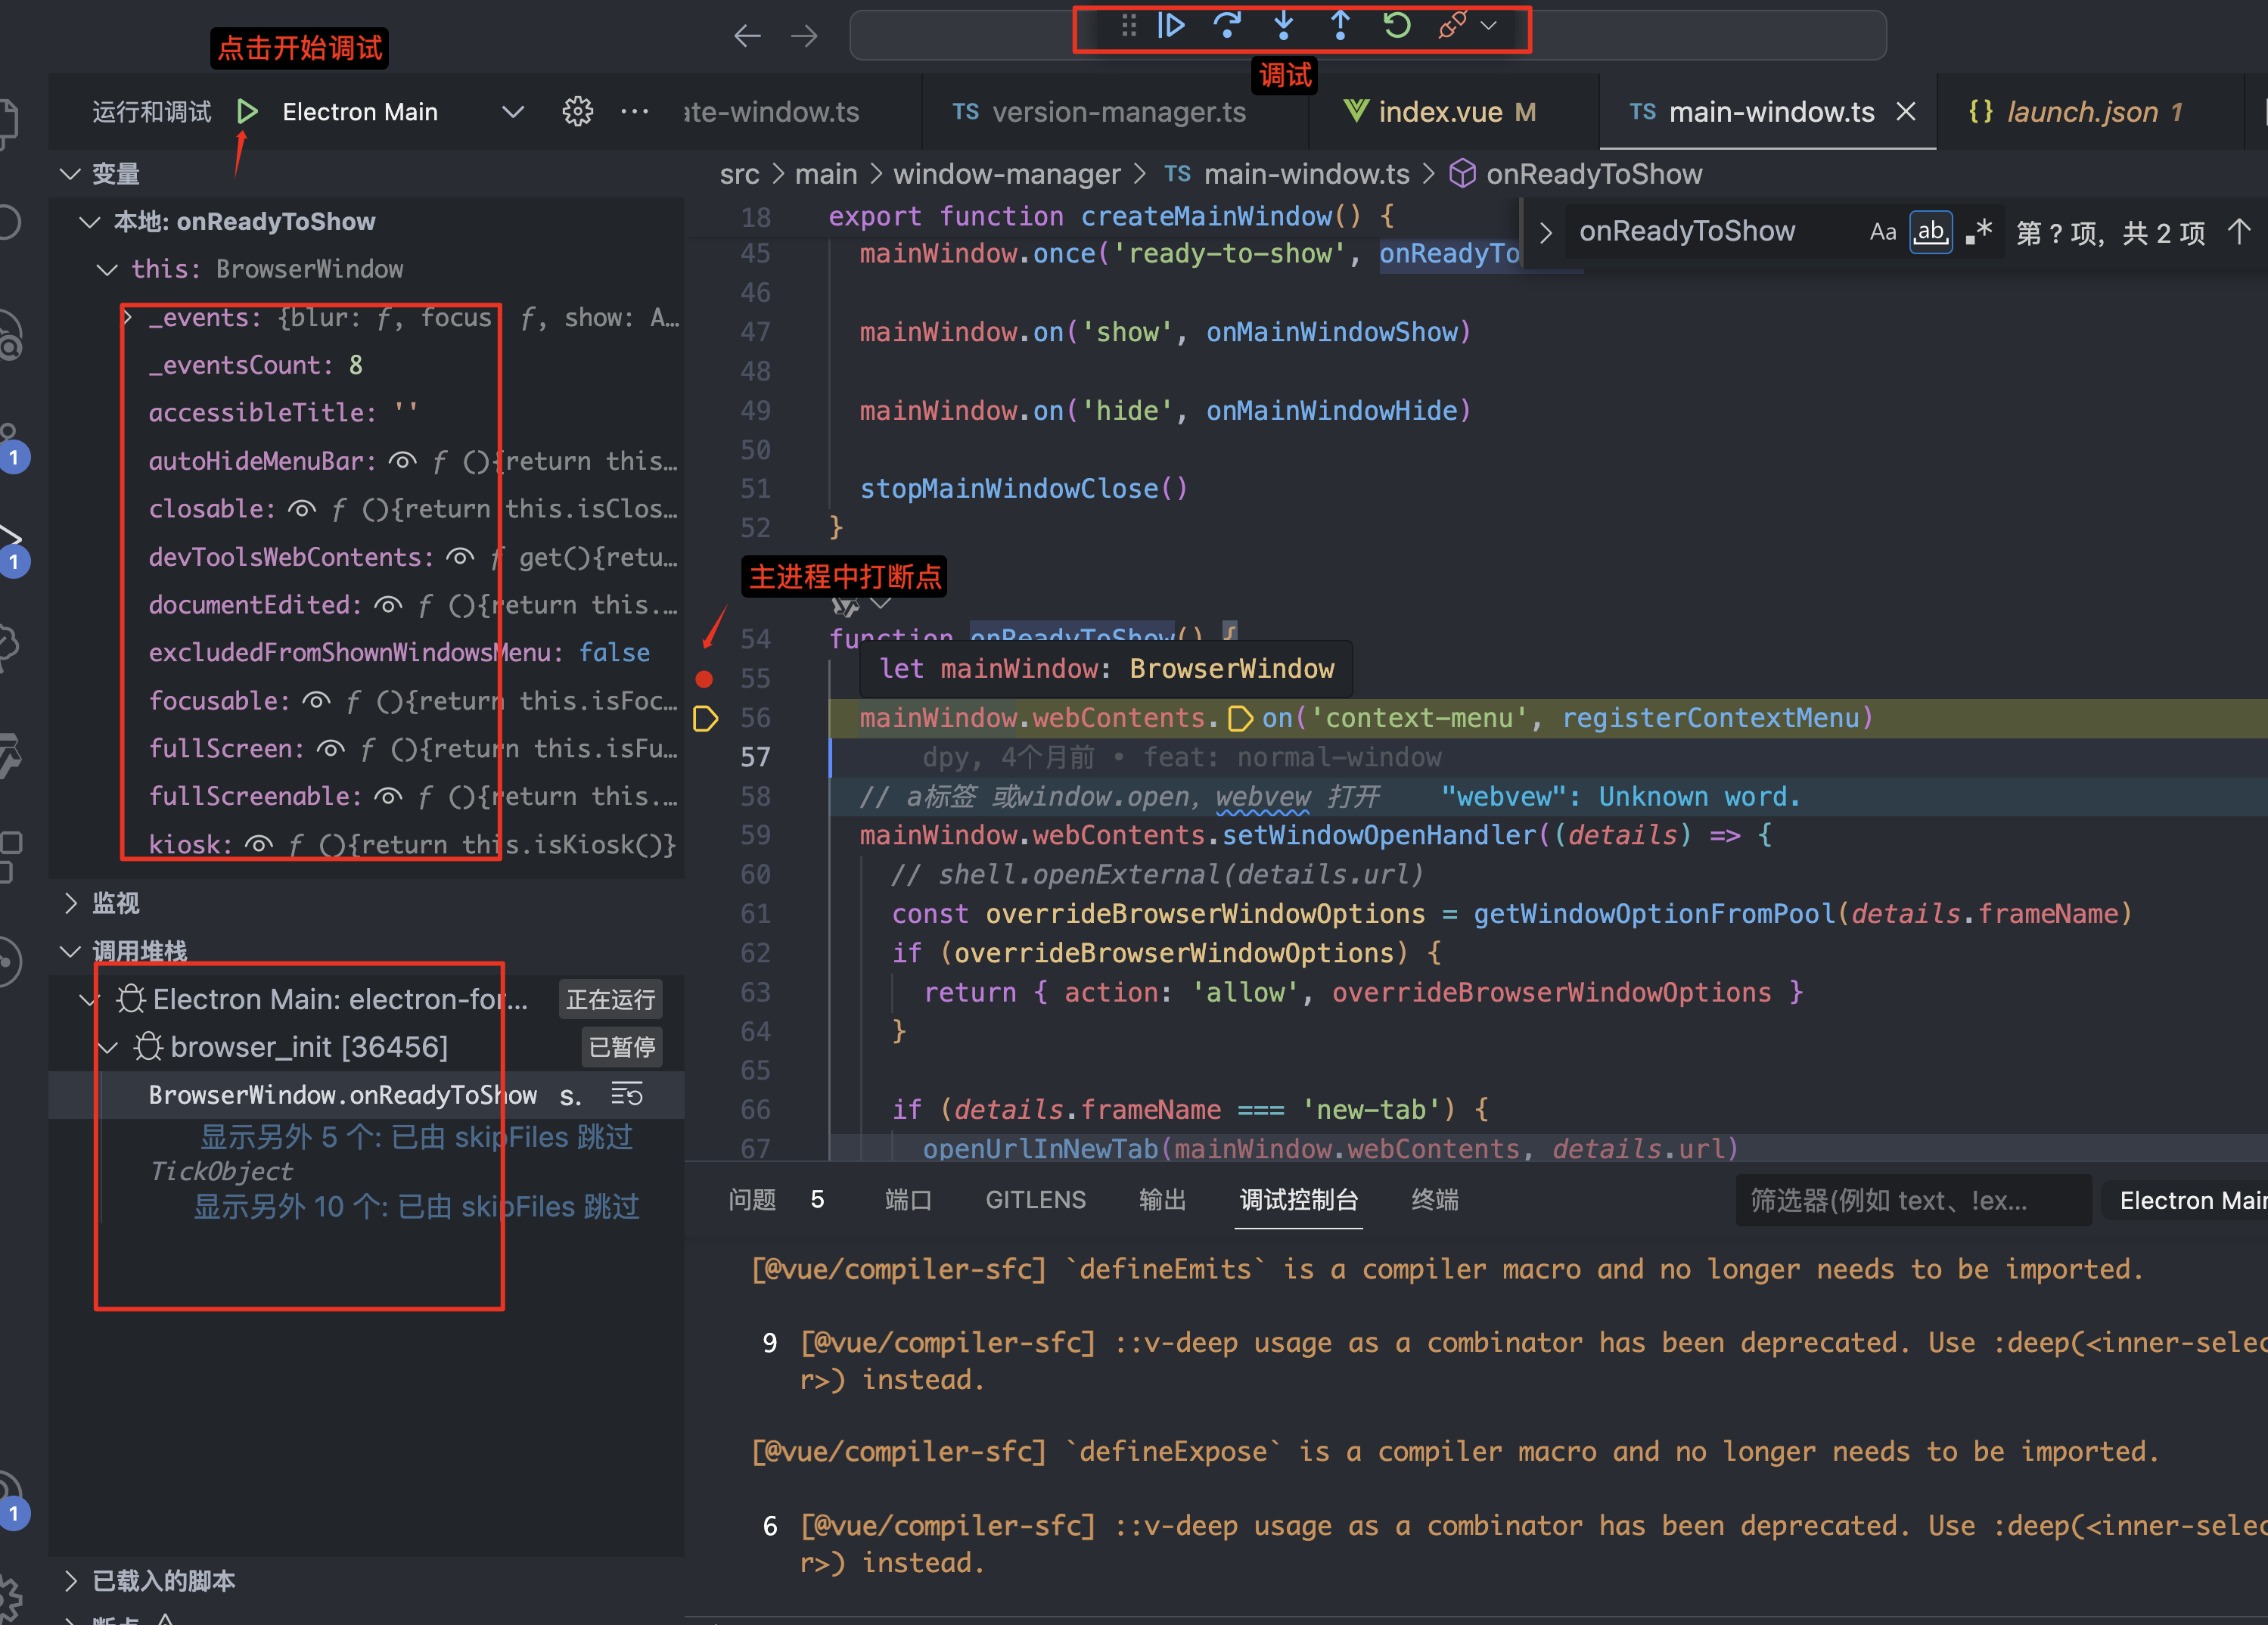 点击开始调试
调试
运行和调试 Electron Main ···
ate-window.ts TS version-manager.ts index.vue M TS main-window.ts {} launch.json 1
变量
本地: onReadyToShow
this: BrowserWindow
_events: {blur: ƒ, focus ƒ, show: A…
_eventsCount: 8
accessibleTitle: ''
autoHideMenuBar: ƒ (){return this…
closable: ƒ (){return this.isClos…
devToolsWebContents: ƒ get(){retu…
documentEdited: ƒ (){return this.…
excludedFromShownWindowsMenu: false
focusable: ƒ (){return this.isFoc…
fullScreen: ƒ (){return this.isFu…
fullScreenable: ƒ (){return this.…
kiosk: ƒ (){return this.isKiosk()}
监视
调用堆栈
Electron Main: electron-for... 正在运行
browser_init [36456] 已暂停
BrowserWindow.onReadyToShow s.
显示另外 5 个: 已由 skipFiles 跳过
TickObject
显示另外 10 个: 已由 skipFiles 跳过
已载入的脚本
断点
1
1
1
src > main > window-manager > TS main-window.ts > onReadyToShow
onReadyToShow Aa ab .* 第 ? 项, 共 2 项
18 export function createMainWindow() {
45 mainWindow.once('ready-to-show', onReadyTo
46
47 mainWindow.on('show', onMainWindowShow)
48
49 mainWindow.on('hide', onMainWindowHide)
50
51 stopMainWindowClose()
52 }
主进程中打断点
54 function onReadyToShow() {
55 let mainWindow: BrowserWindow
56 mainWindow.webContents.on('context-menu', registerContextMenu)
57 dpy, 4个月前 • feat: normal-window
58 // a标签 或window.open, webvew 打开 "webvew": Unknown word.
59 mainWindow.webContents.setWindowOpenHandler((details) => {
60 // shell.openExternal(details.url)
61 const overrideBrowserWindowOptions = getWindowOptionFromPool(details.frameName)
62 if (overrideBrowserWindowOptions) {
63 return { action: 'allow', overrideBrowserWindowOptions }
64 }
65
66 if (details.frameName === 'new-tab') {
67 openUrlInNewTab(mainWindow.webContents, details.url)
问题 5 端口 GITLENS 输出 调试控制台 终端 筛选器(例如 text、!ex... Electron Mai
[@vue/compiler-sfc] `defineEmits` is a compiler macro and no longer needs to be imported.
9 [@vue/compiler-sfc] ::v-deep usage as a combinator has been deprecated. Use :deep(<inner-selec
r>) instead.
[@vue/compiler-sfc] `defineExpose` is a compiler macro and no longer needs to be imported.
6 [@vue/compiler-sfc] ::v-deep usage as a combinator has been deprecated. Use :deep(<inner-selec
r>) instead.